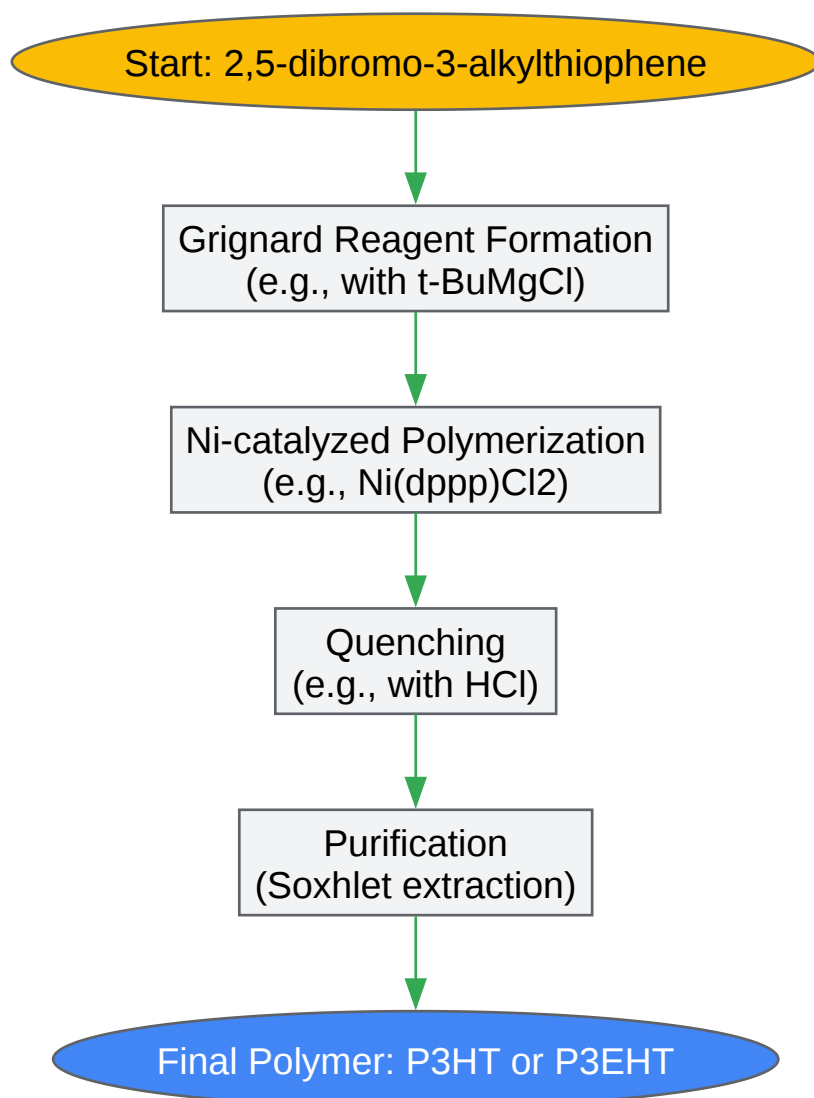 Start: 2,5-dibromo-3-alkylthiophene
Grignard Reagent Formation
(e.g., with t-BuMgCl)
Ni-catalyzed Polymerization
(e.g., Ni(dppp)Cl2)
Quenching
(e.g., with HCl)
Purification
(Soxhlet extraction)
Final Polymer: P3HT or P3EHT